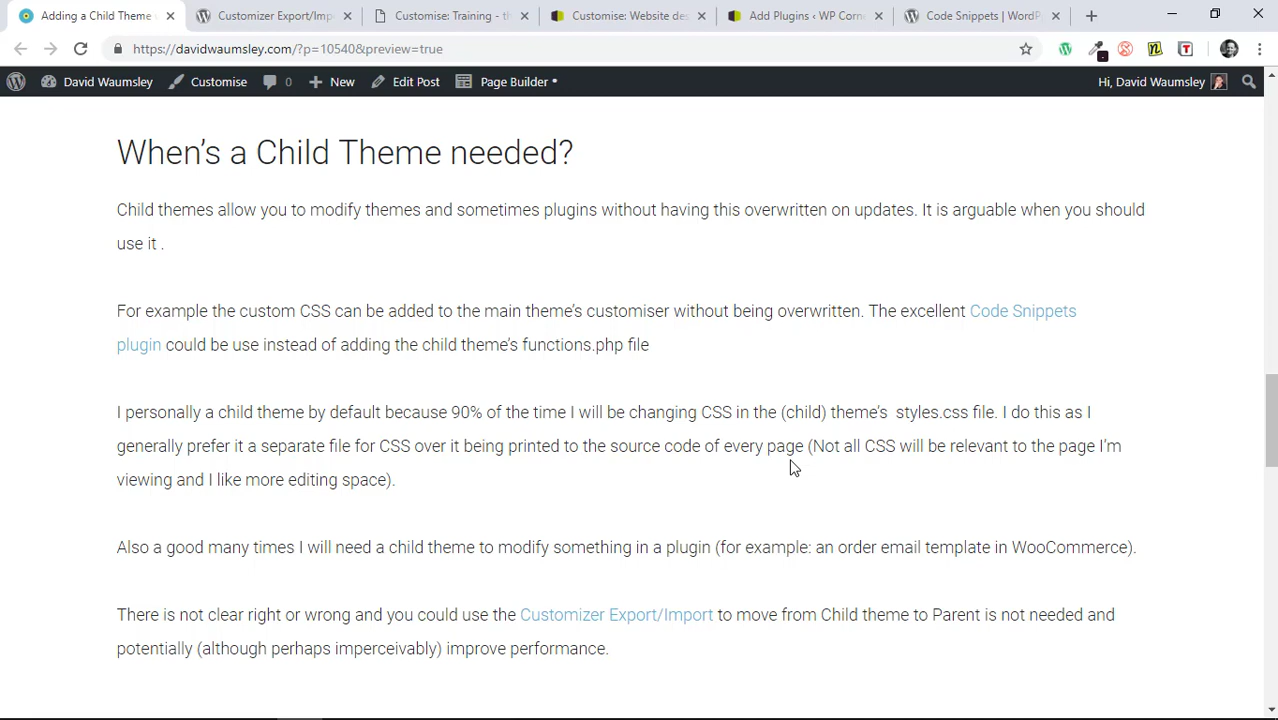 Adding a Child Theme
Customizer Export/Imp
Customise: Training - th
Customise: Website des
Add Plugins ‹ WP Corn
Code Snippets | WordP
https://davidwaumsley.com/?p=10540&preview=true
David Waumsley
Customise
0
New
Edit Post
Page Builder
Hi, David Waumsley
When's a Child Theme needed?
Child themes allow you to modify themes and sometimes plugins without having this overwritten on updates. It is arguable when you should
use it .
For example the custom CSS can be added to the main theme's customiser without being overwritten. The excellent Code Snippets
plugin could be use instead of adding the child theme's functions.php file
I personally a child theme by default because 90% of the time I will be changing CSS in the (child) theme's styles.css file. I do this as I
generally prefer it a separate file for CSS over it being printed to the source code of every page (Not all CSS will be relevant to the page I'm
viewing and I like more editing space).
Also a good many times I will need a child theme to modify something in a plugin (for example: an order email template in WooCommerce).
There is not clear right or wrong and you could use the Customizer Export/Import to move from Child theme to Parent is not needed and
potentially (although perhaps imperceivably) improve performance.